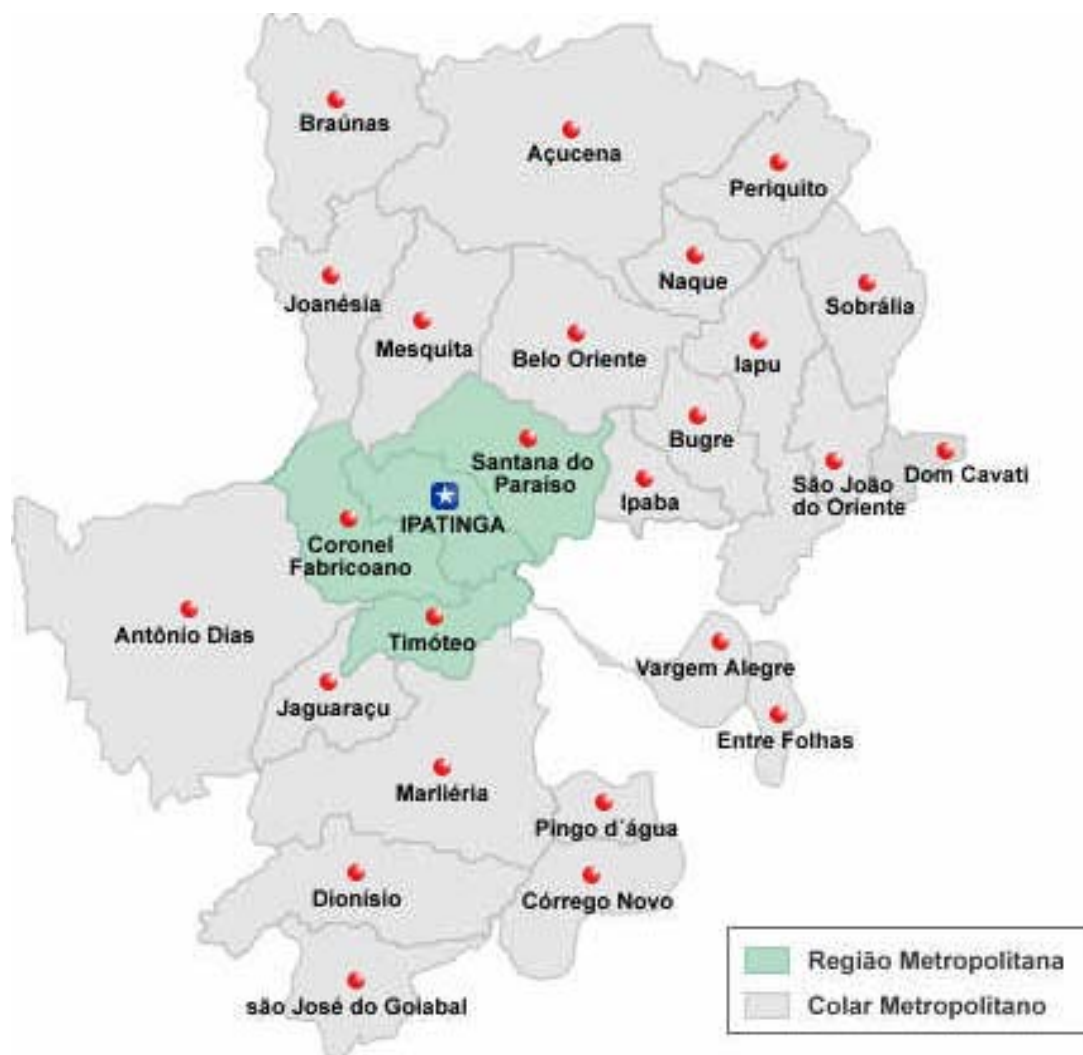 Braúnas
Açucena
Periquito
Naque
Joanésia
Sobrália
Mesquita
Belo Oriente
Iapu
Bugre
Santana do
Paraíso
Dom Cavati
São João
do Oriente
Ipaba
IPATINGA
Coronel
Fabricoano
Antônio Dias
Timóteo
Vargem Alegre
Jaguaraçu
Entre Folhas
Marliéria
Pingo d´água
Dionísio
Córrego Novo
são José do Goiabal
Região Metropolitana
Colar Metropolitano